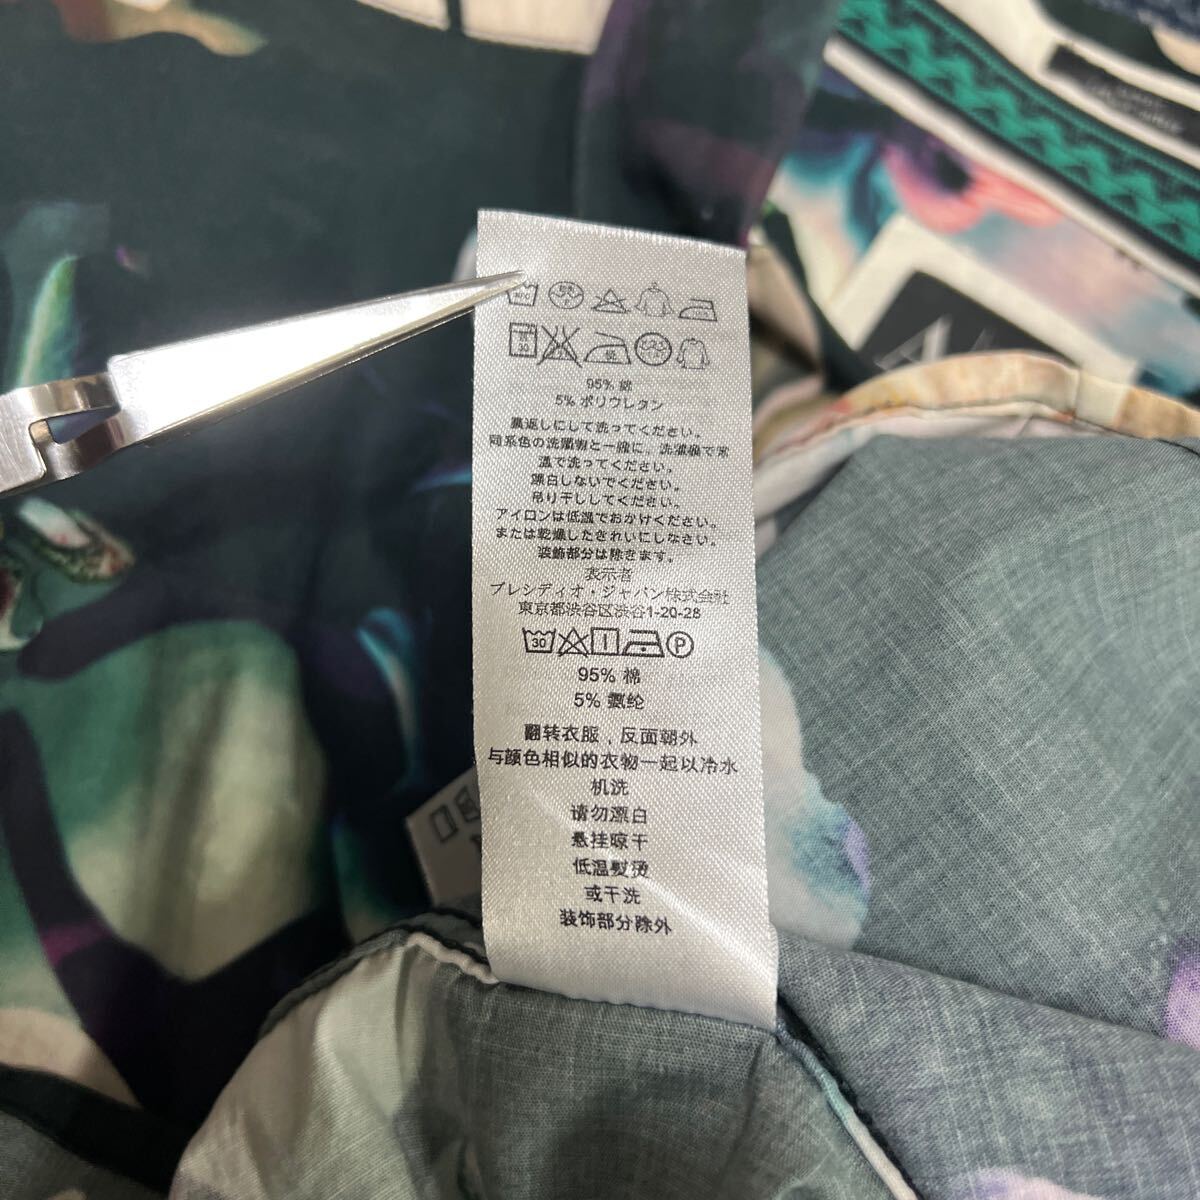 95% 綿
5% ポリウレタン
裏返しにして洗ってください。
同系色の洗濯物と一緒に、洗濯機で常
温で洗ってください。
漂白しないでください。
吊り干ししてください。
アイロンは低温でおかけください。
または乾燥したきれいにしなさい。
装飾部分は除きます。
表示者
プレシディオ・ジャパン株式会社
東京都渋谷区渋谷1-20-28
30 P
95% 棉
5% 氨纶
翻转衣服，反面朝外
与颜色相似的衣物一起以冷水
机洗
请勿漂白
悬挂晾干
低温熨烫
或干洗
装饰部分除外